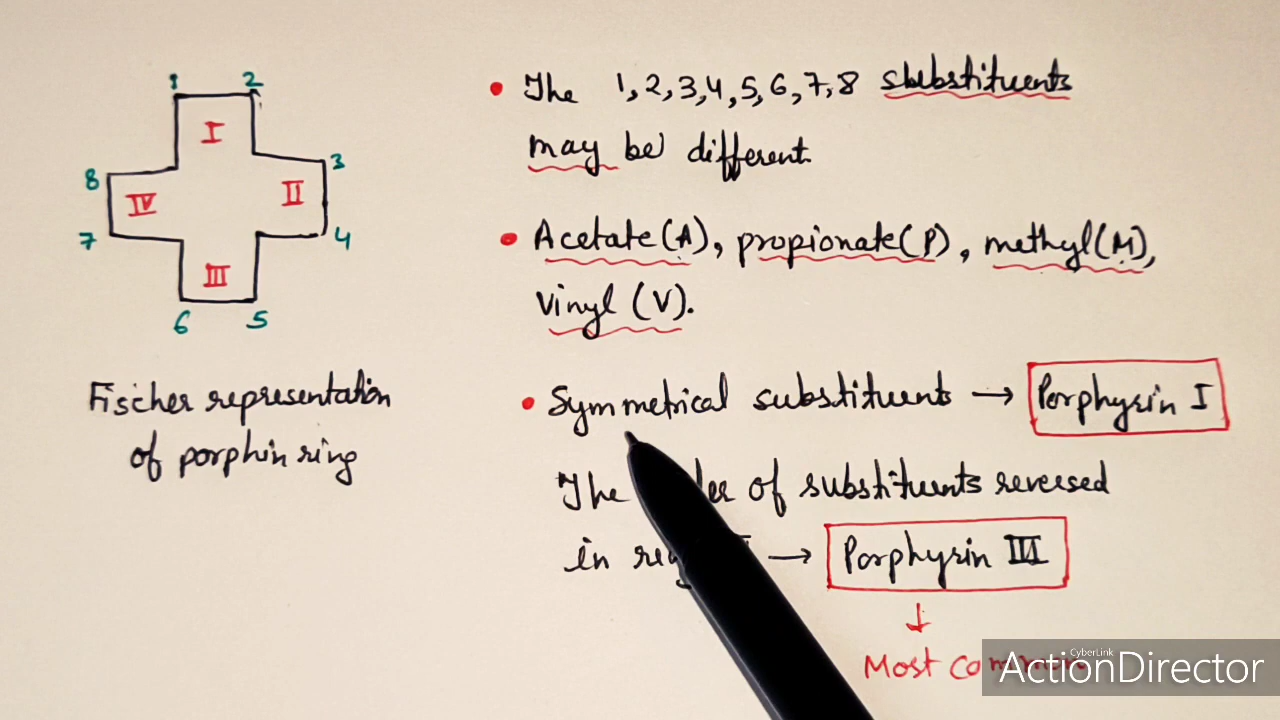 1 2
I
8 3
IV II
7 4
III
6 5
Fischer representation
of porphin ring
• The 1,2,3,4,5,6,7,8 substituents
may be different
• Acetate(A), propionate(P), methyl(M),
vinyl (V).
• Symmetrical substituent → Porphyrin I
The of substituents reversed
in → Porphyrin III
↓
Most
CyberLink
ActionDirector